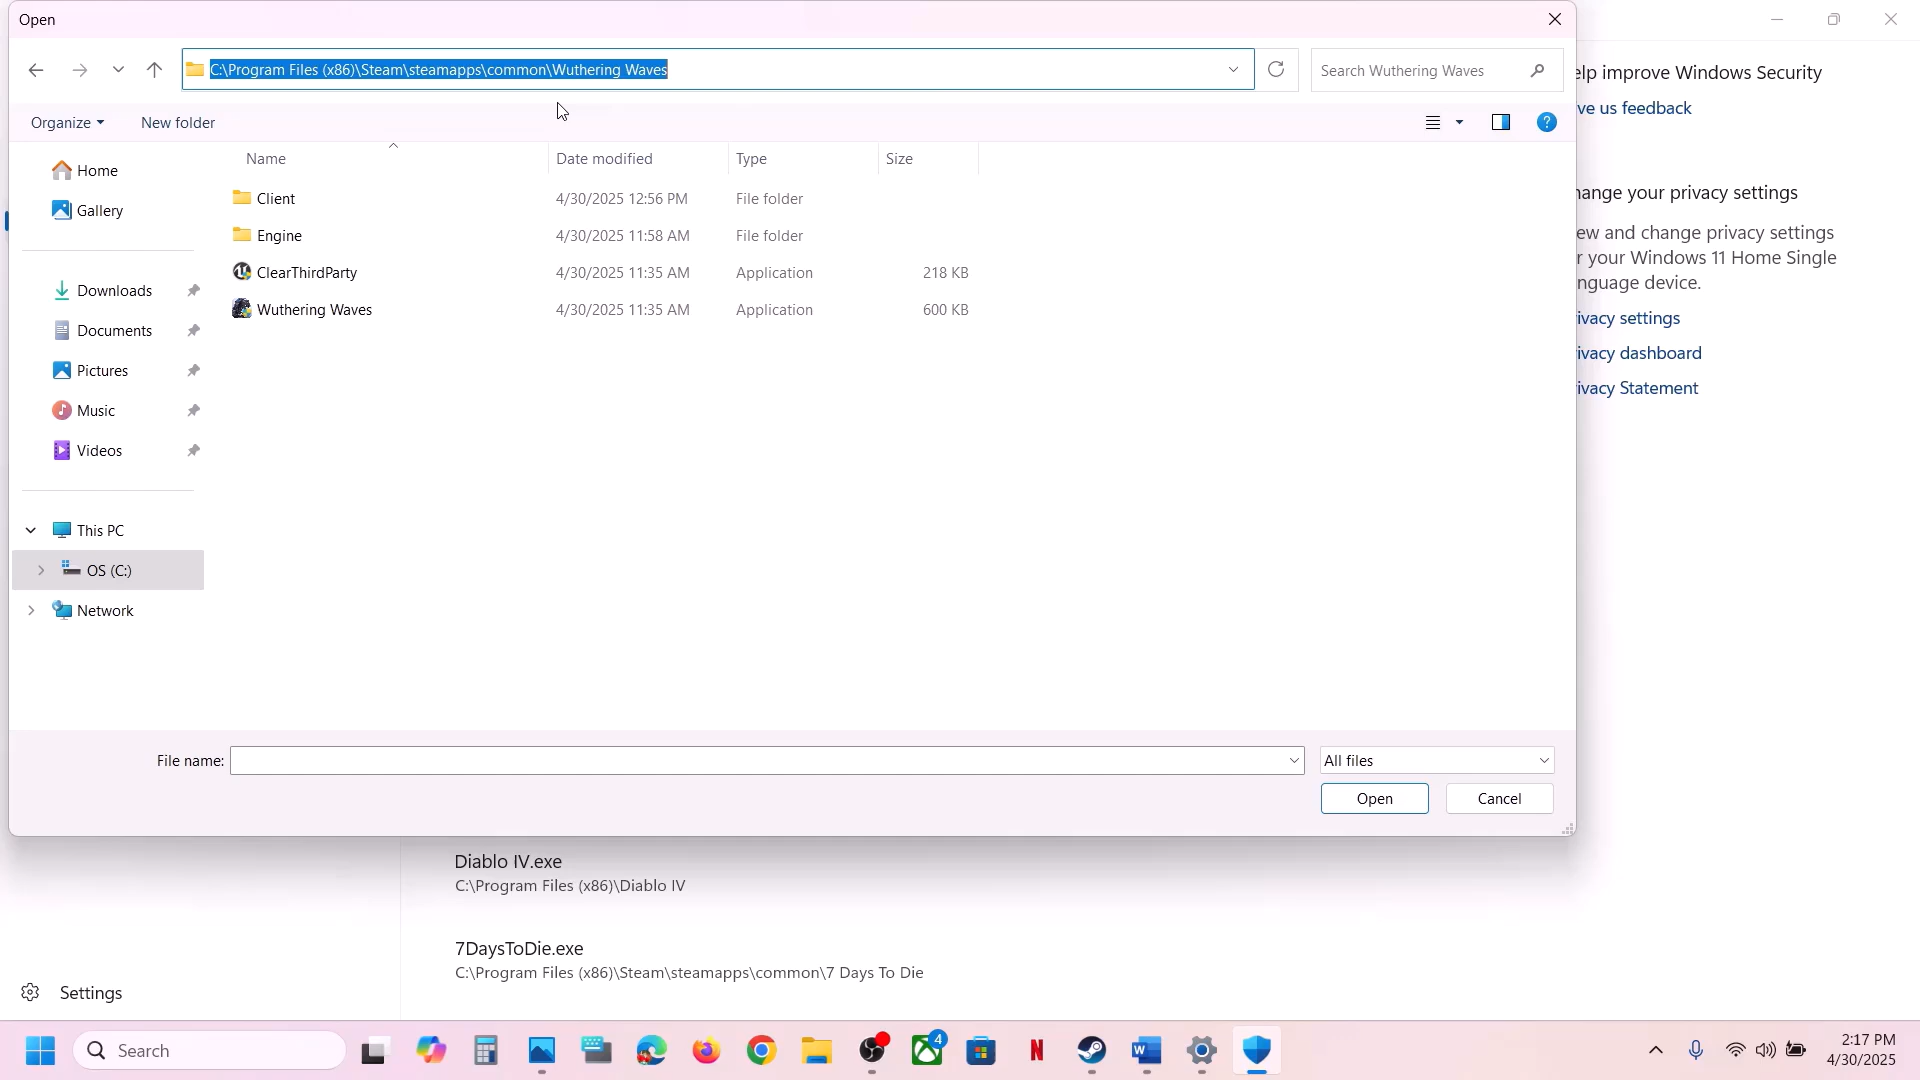 Open
C:\Program Files (x86)\Steam\steamapps\common\Wuthering Waves
Search Wuthering Waves
elp improve Windows Security
ve us feedback
Organize
New folder
Name
Date modified
Type
Size
Home
Gallery
Downloads
Documents
Pictures
Music
Videos
This PC
OS (C:)
Network
Client
4/30/2025 12:56 PM
File folder
Engine
4/30/2025 11:58 AM
File folder
ClearThirdParty
4/30/2025 11:35 AM
Application
218 KB
Wuthering Waves
4/30/2025 11:35 AM
Application
600 KB
hange your privacy settings
ew and change privacy settings
r your Windows 11 Home Single
nguage device.
ivacy settings
ivacy dashboard
ivacy Statement
File name:
All files
Open
Cancel
Diablo IV.exe
C:\Program Files (x86)\Diablo IV
7DaysToDie.exe
C:\Program Files (x86)\Steam\steamapps\common\7 Days To Die
Settings
Search
4
2:17 PM
4/30/2025